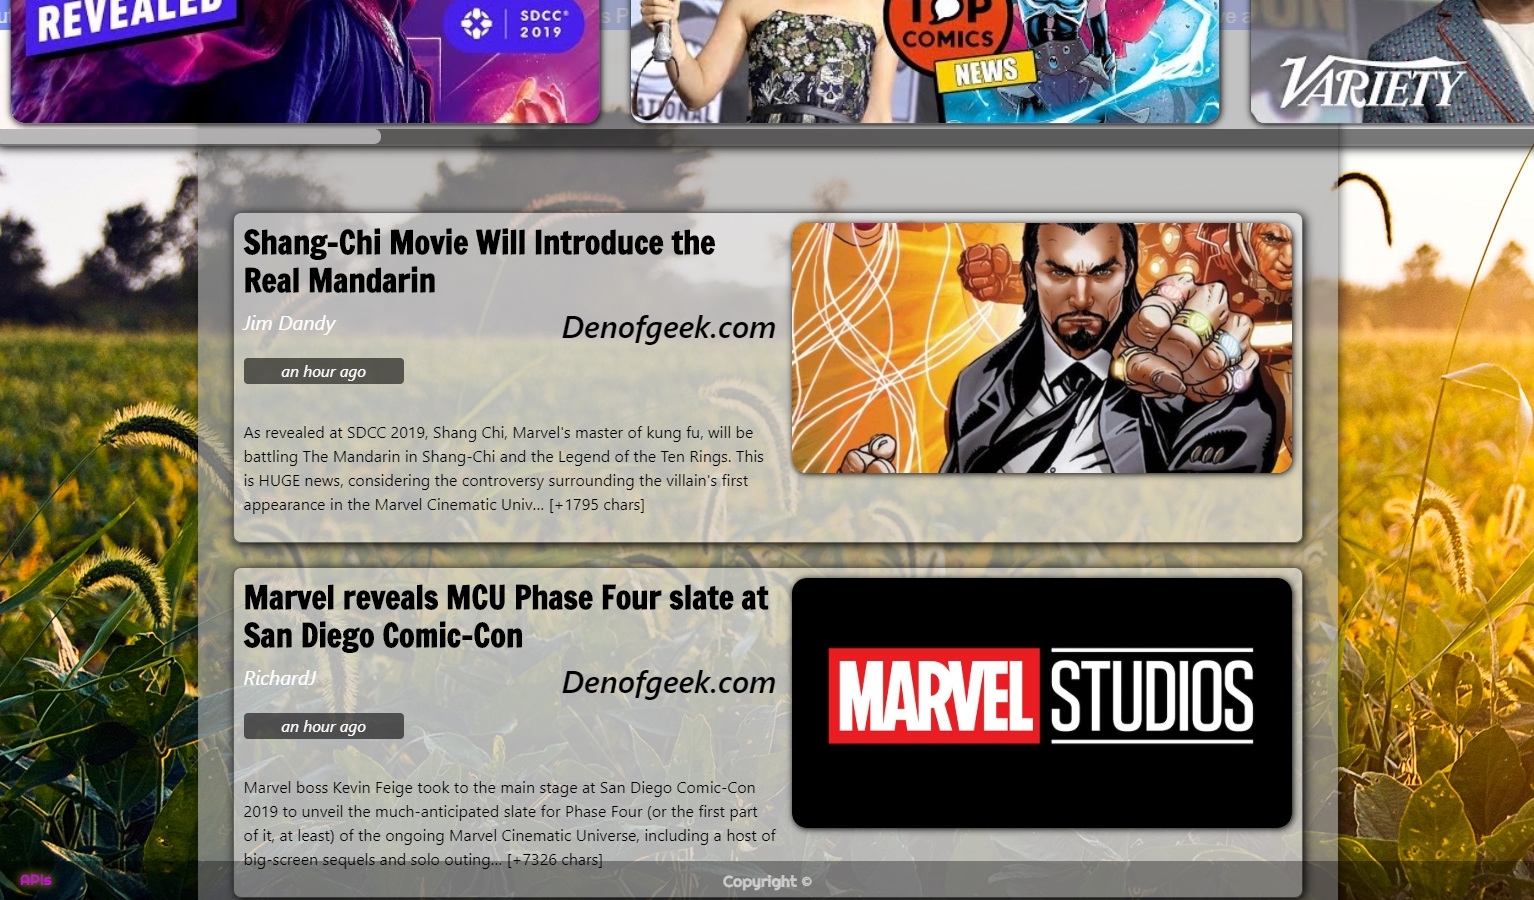 REVEALED
SDCC®
2019
TOP
COMICS
NEWS
VARIETY
Shang-Chi Movie Will Introduce the
Real Mandarin
Jim Dandy
Denofgeek.com
an hour ago
As revealed at SDCC 2019, Shang Chi, Marvel's master of kung fu, will be
battling The Mandarin in Shang-Chi and the Legend of the Ten Rings. This
is HUGE news, considering the controversy surrounding the villain's first
appearance in the Marvel Cinematic Univ… [+1795 chars]
Marvel reveals MCU Phase Four slate at
San Diego Comic-Con
RichardJ
Denofgeek.com
an hour ago
MARVEL STUDIOS
Marvel boss Kevin Feige took to the main stage at San Diego Comic-Con
2019 to unveil the much-anticipated slate for Phase Four (or the first part
of it, at least) of the ongoing Marvel Cinematic Universe, including a host of
big-screen sequels and solo outing… [+7326 chars]
APIs
Copyright ©